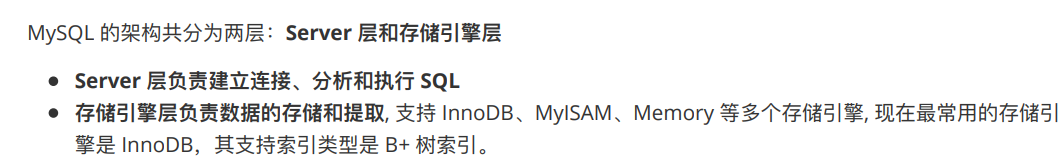 MySQL 的架构共分为两层：Server 层和存储引擎层
● Server 层负责建立连接、分析和执行 SQL
● 存储引擎层负责数据的存储和提取, 支持 InnoDB、MyISAM、Memory 等多个存储引擎, 现在最常用的存储引
擎是 InnoDB，其支持索引类型是 B+ 树索引。